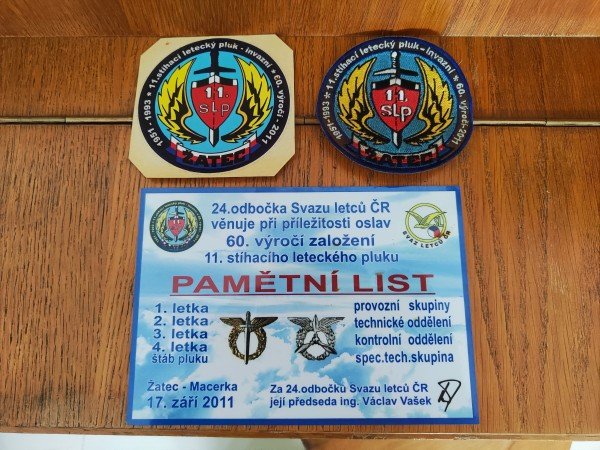 1951 - 1993 * 11.stíhací letecký pluk - invazní * 60. výročí - 2011
11.
slp
ŽATEC
1951 - 1993 * 11.stíhací letecký pluk - invazní * 60. výročí - 2011
11.
slp
ŽATEC
24.odbočka Svazu letců ČR
věnuje při příležitosti oslav
60. výročí založení
11. stíhacího leteckého pluku
SVAZ LETCŮ ČR
PAMĚTNÍ LIST
1. letka
2. letka
3. letka
4. letka
štáb pluku
provozní skupiny
technické oddělení
kontrolní oddělení
spec.tech.skupina
Žatec - Macerka
17. září 2011
Za 24.odbočku Svazu letců ČR
její předseda ing. Václav Vašek